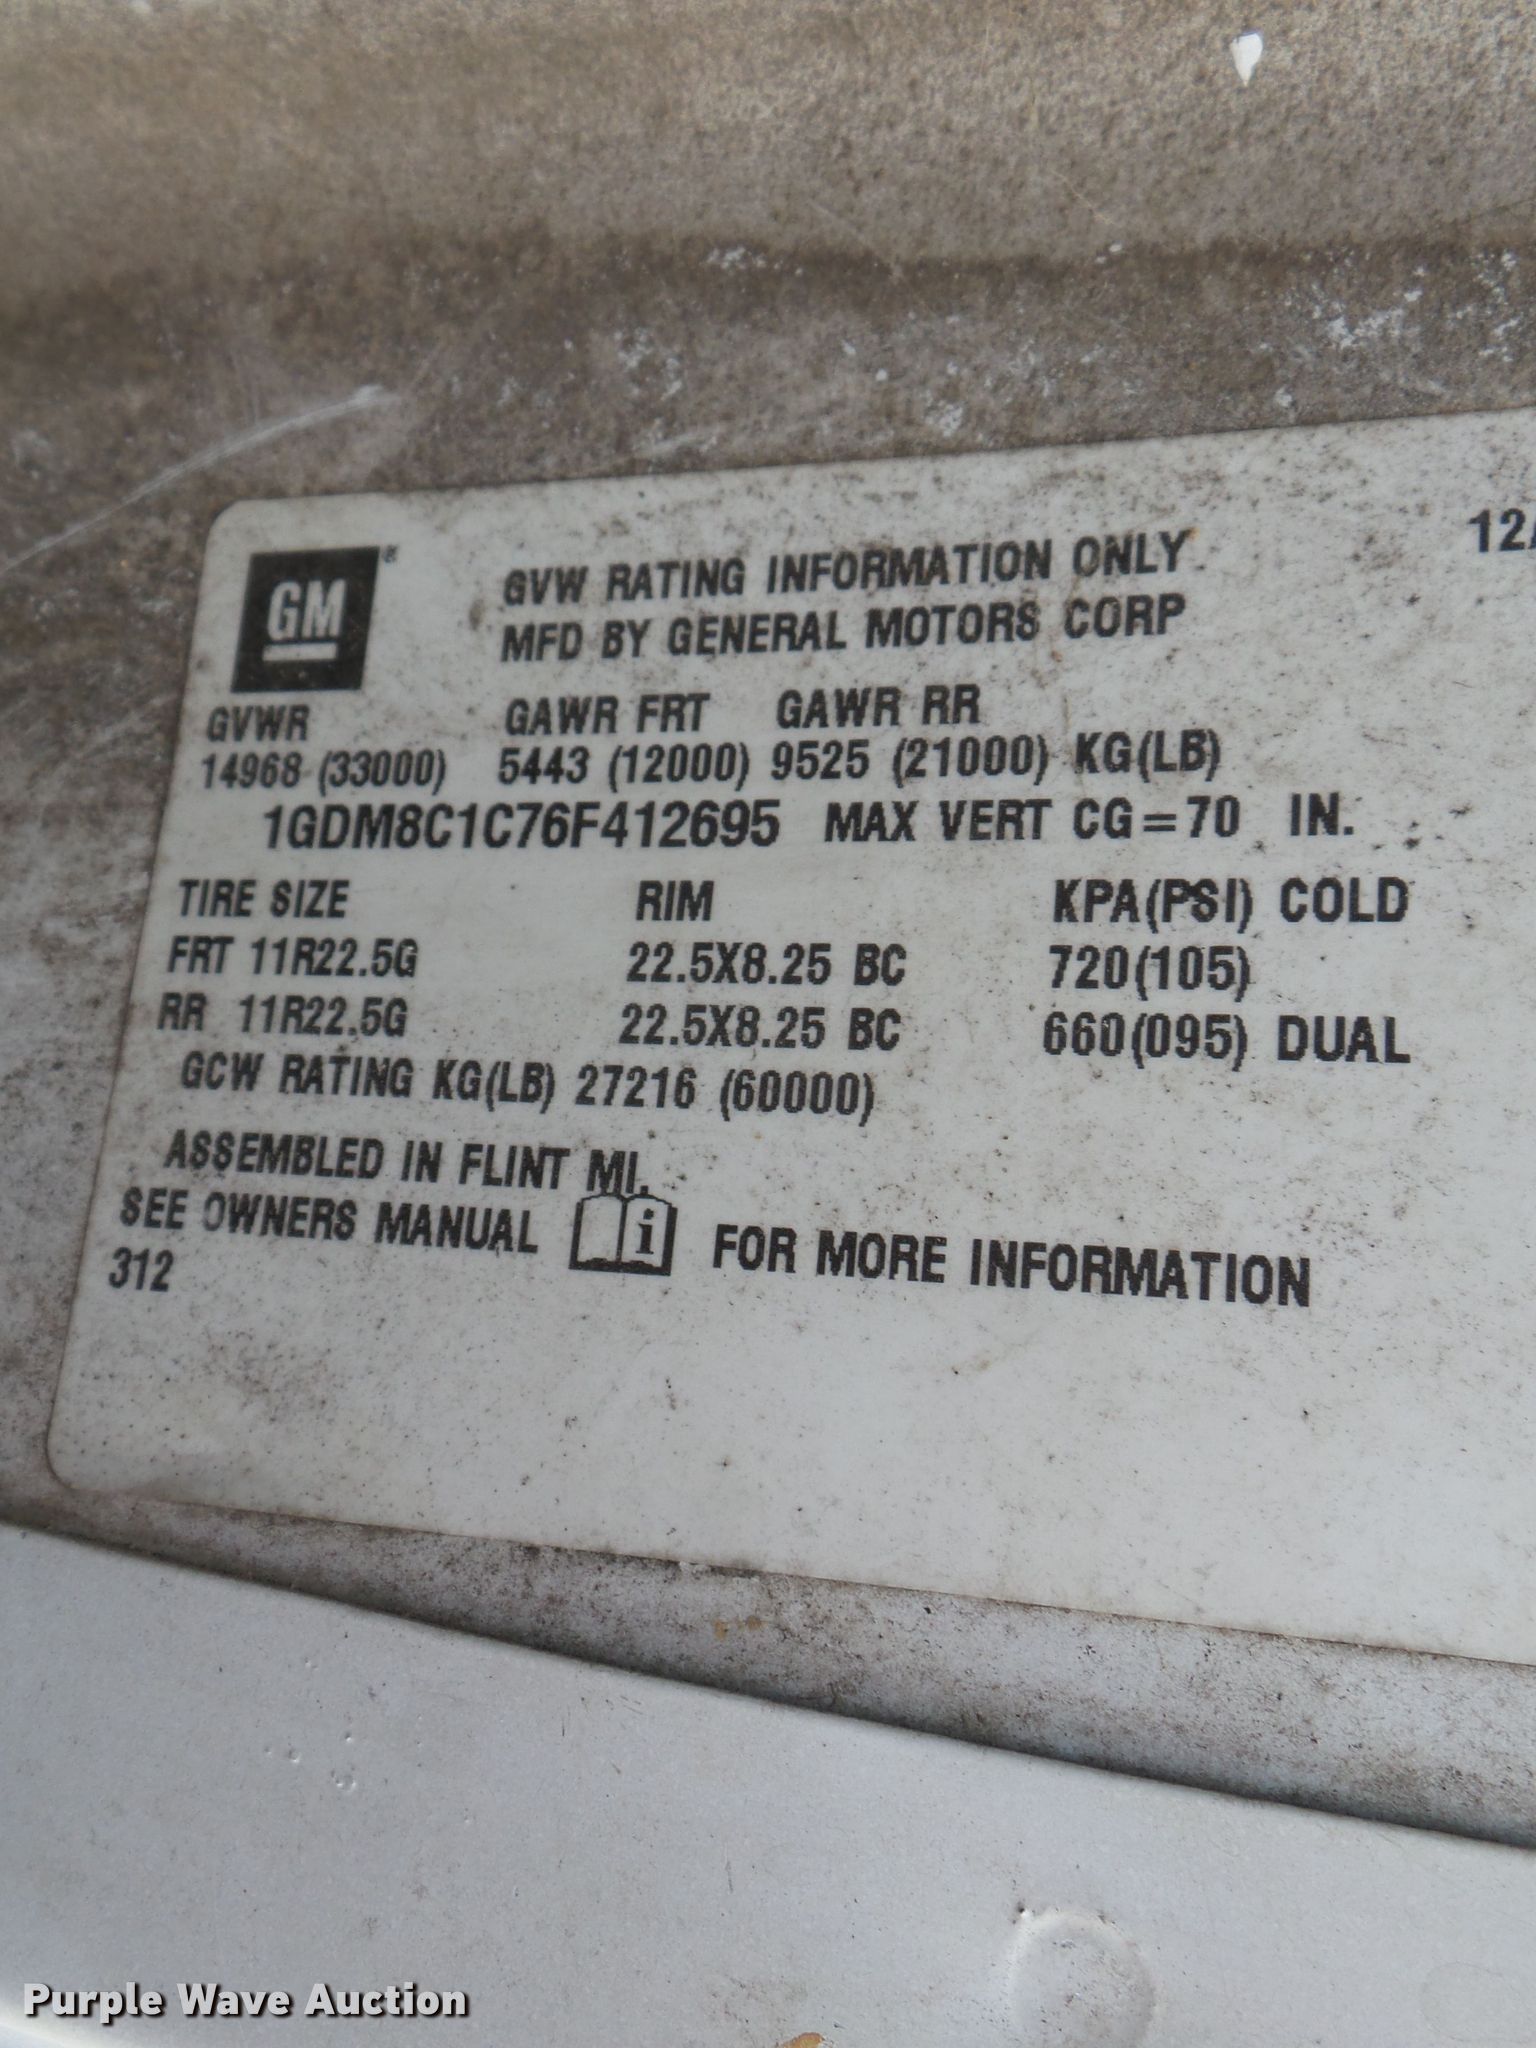 GM®
GVW RATING INFORMATION ONLY
12/
MFD BY GENERAL MOTORS CORP
GVWR GAWR FRT GAWR RR
14968 (33000) 5443 (12000) 9525 (21000) KG(LB)
1GDM8C1C76F412695 MAX VERT CG=70 IN.
TIRE SIZE RIM KPA(PSI) COLD
FRT 11R22.5G 22.5X8.25 BC 720(105)
RR 11R22.5G 22.5X8.25 BC 660(095) DUAL
GCW RATING KG(LB) 27216 (60000)
ASSEMBLED IN FLINT MI.
SEE OWNERS MANUAL i FOR MORE INFORMATION
312
Purple Wave Auction